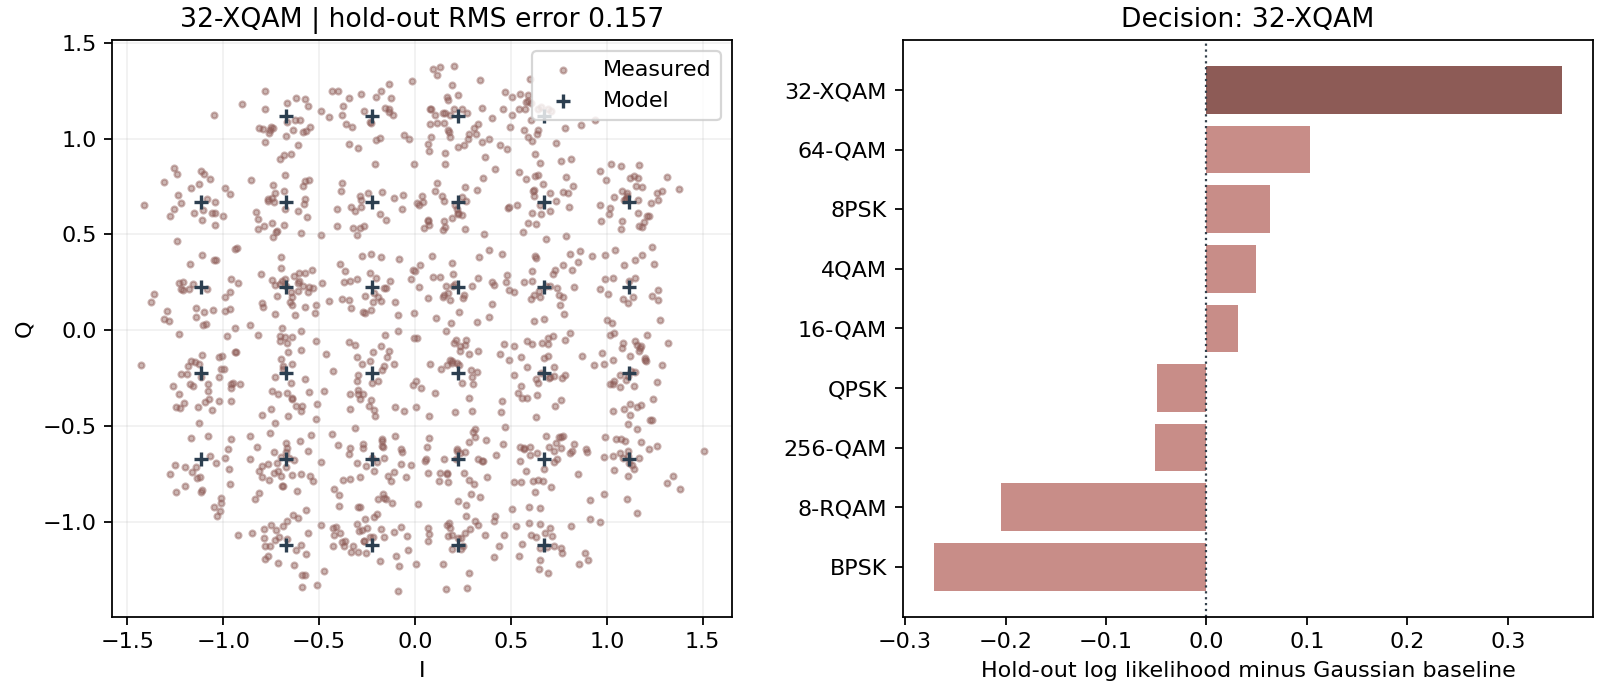 32-XQAM | hold-out RMS error 0.157
Measured
Model
1.5
1.0
0.5
0.0
−0.5
−1.0
Q
−1.5
−1.0
−0.5
0.0
0.5
1.0
1.5
I
Decision: 32-XQAM
32-XQAM
64-QAM
8PSK
4QAM
16-QAM
QPSK
256-QAM
8-RQAM
BPSK
−0.3
−0.2
−0.1
0.0
0.1
0.2
0.3
Hold-out log likelihood minus Gaussian baseline